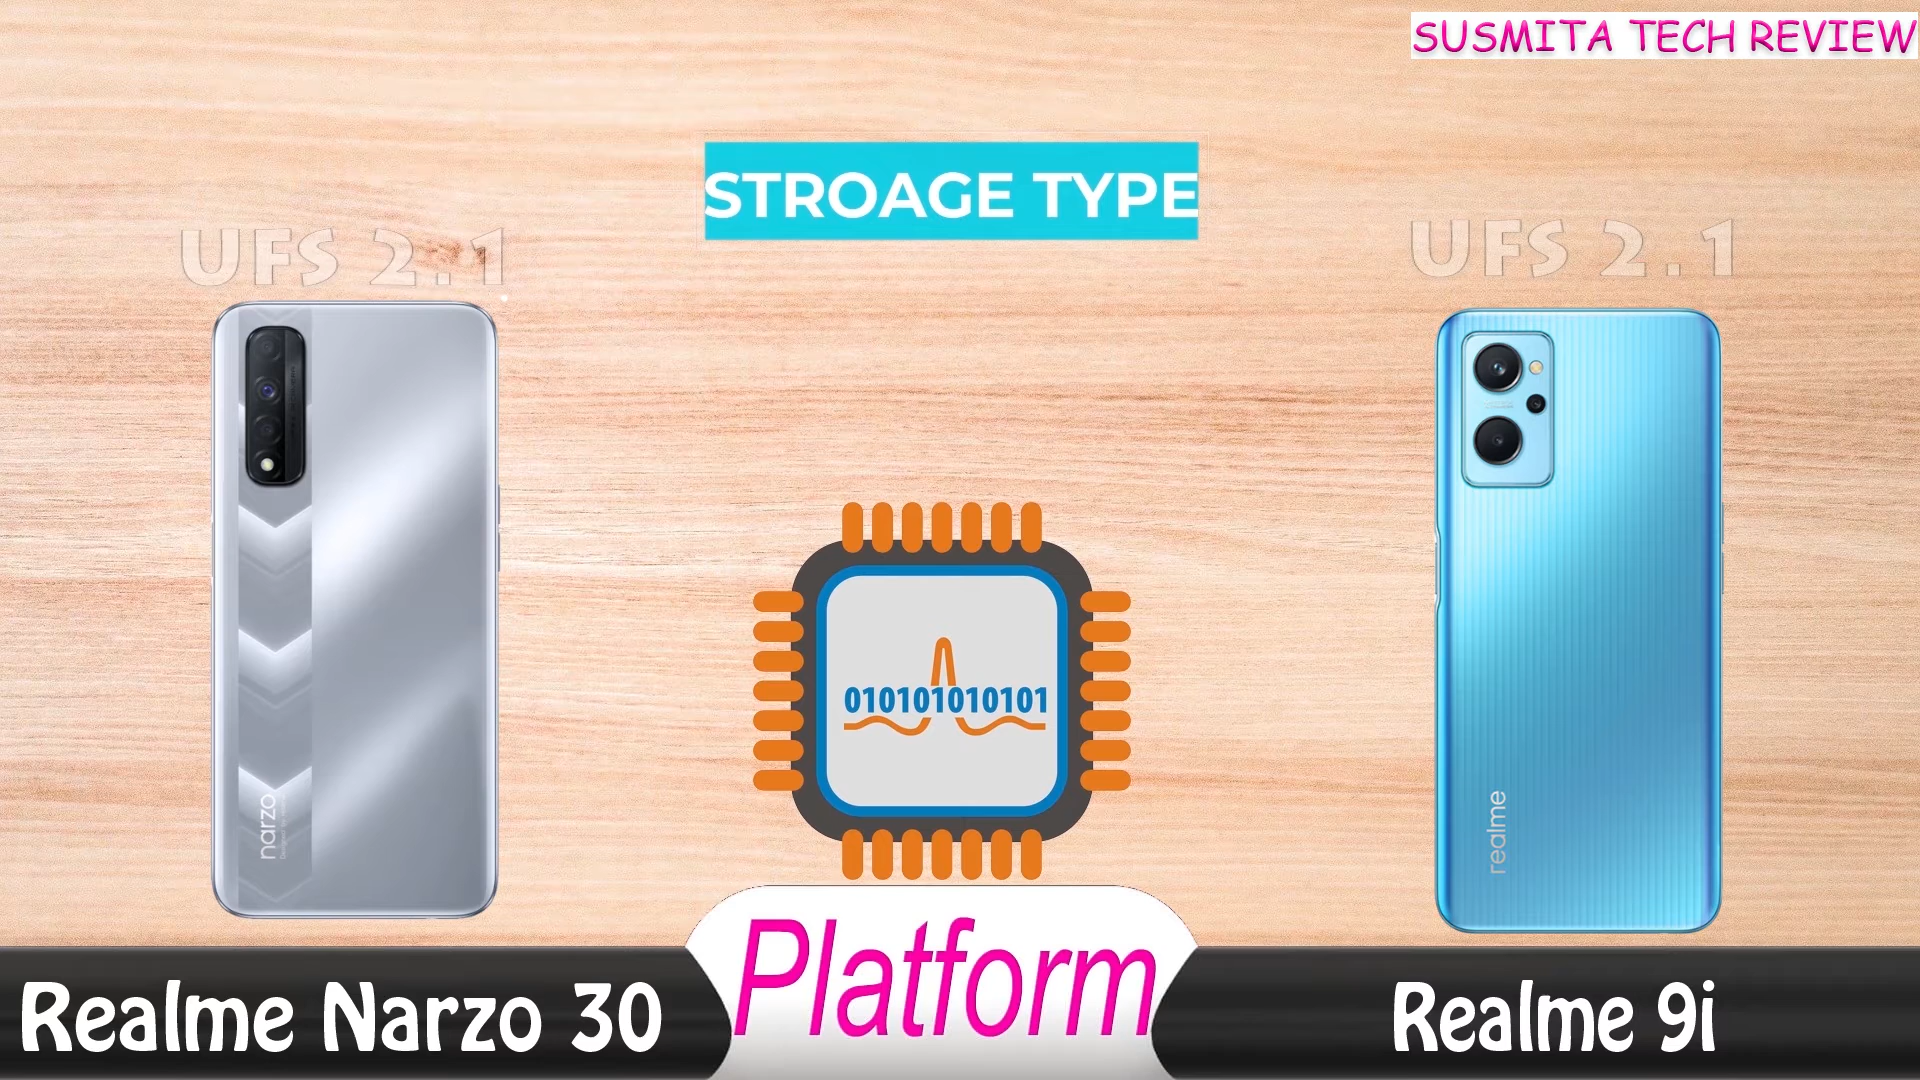 SUSMITA TECH REVIEW
STROAGE TYPE
UFS 2.1
UFS 2.1
010101010101
narzo
realme
Platform
Realme Narzo 30
Realme 9i